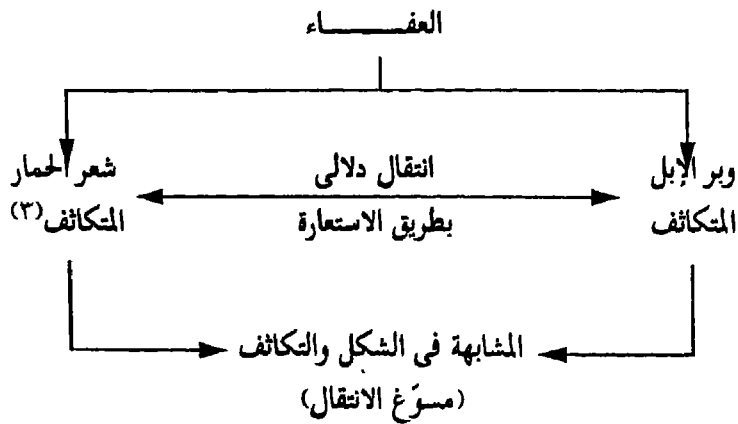 العفـــــــاء
وبر الإبل
المتكاثف
انتقال دلالى
بطريق الاستعارة
شعر الحمار
المتكاثف(٣)
المشابهة فى الشكل والتكاثف
(مسوّغ الانتقال)